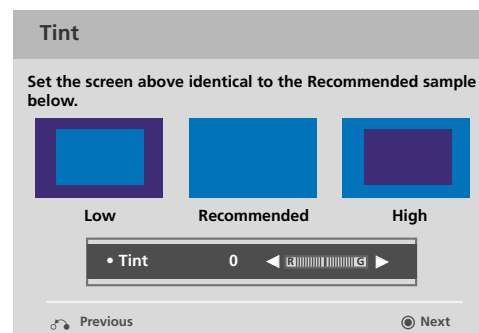 Tint
Set the screen above identical to the Recommended sample
below.
Low Recommended High
• Tint 0 R G
Previous Next